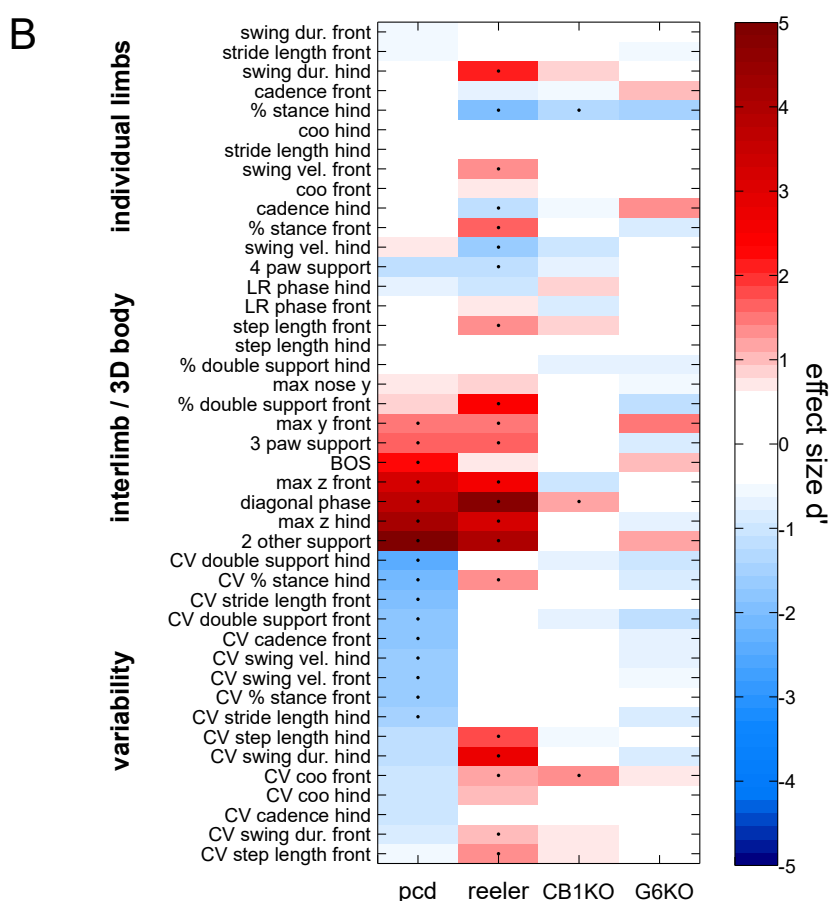 B
individual limbs
interlimb / 3D body
variability
swing dur. front
stride length front
swing dur. hind
cadence front
% stance hind
coo hind
stride length hind
swing vel. front
coo front
cadence hind
% stance front
swing vel. hind
4 paw support
LR phase hind
LR phase front
step length front
step length hind
% double support hind
max nose y
% double support front
max y front
3 paw support
BOS
max z front
diagonal phase
max z hind
2 other support
CV double support hind
CV % stance hind
CV stride length front
CV double support front
CV cadence front
CV swing vel. hind
CV swing vel. front
CV % stance front
CV stride length hind
CV step length hind
CV swing dur. hind
CV coo front
CV coo hind
CV cadence hind
CV swing dur. front
CV step length front
pcd reeler CB1KO G6KO
5
4
3
2
1
0
-1
-2
-3
-4
-5
effect size d'